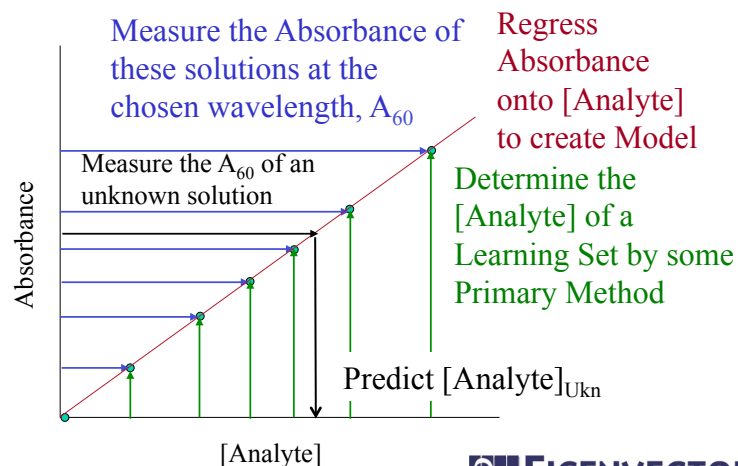 Measure the Absorbance of
these solutions at the
chosen wavelength, A₆₀
Regress
Absorbance
onto [Analyte]
to create Model
Measure the A₆₀ of an
unknown solution
Determine the
[Analyte] of a
Learning Set by some
Primary Method
Absorbance
Predict [Analyte]Ukn
[Analyte]
EIGENVECTOR